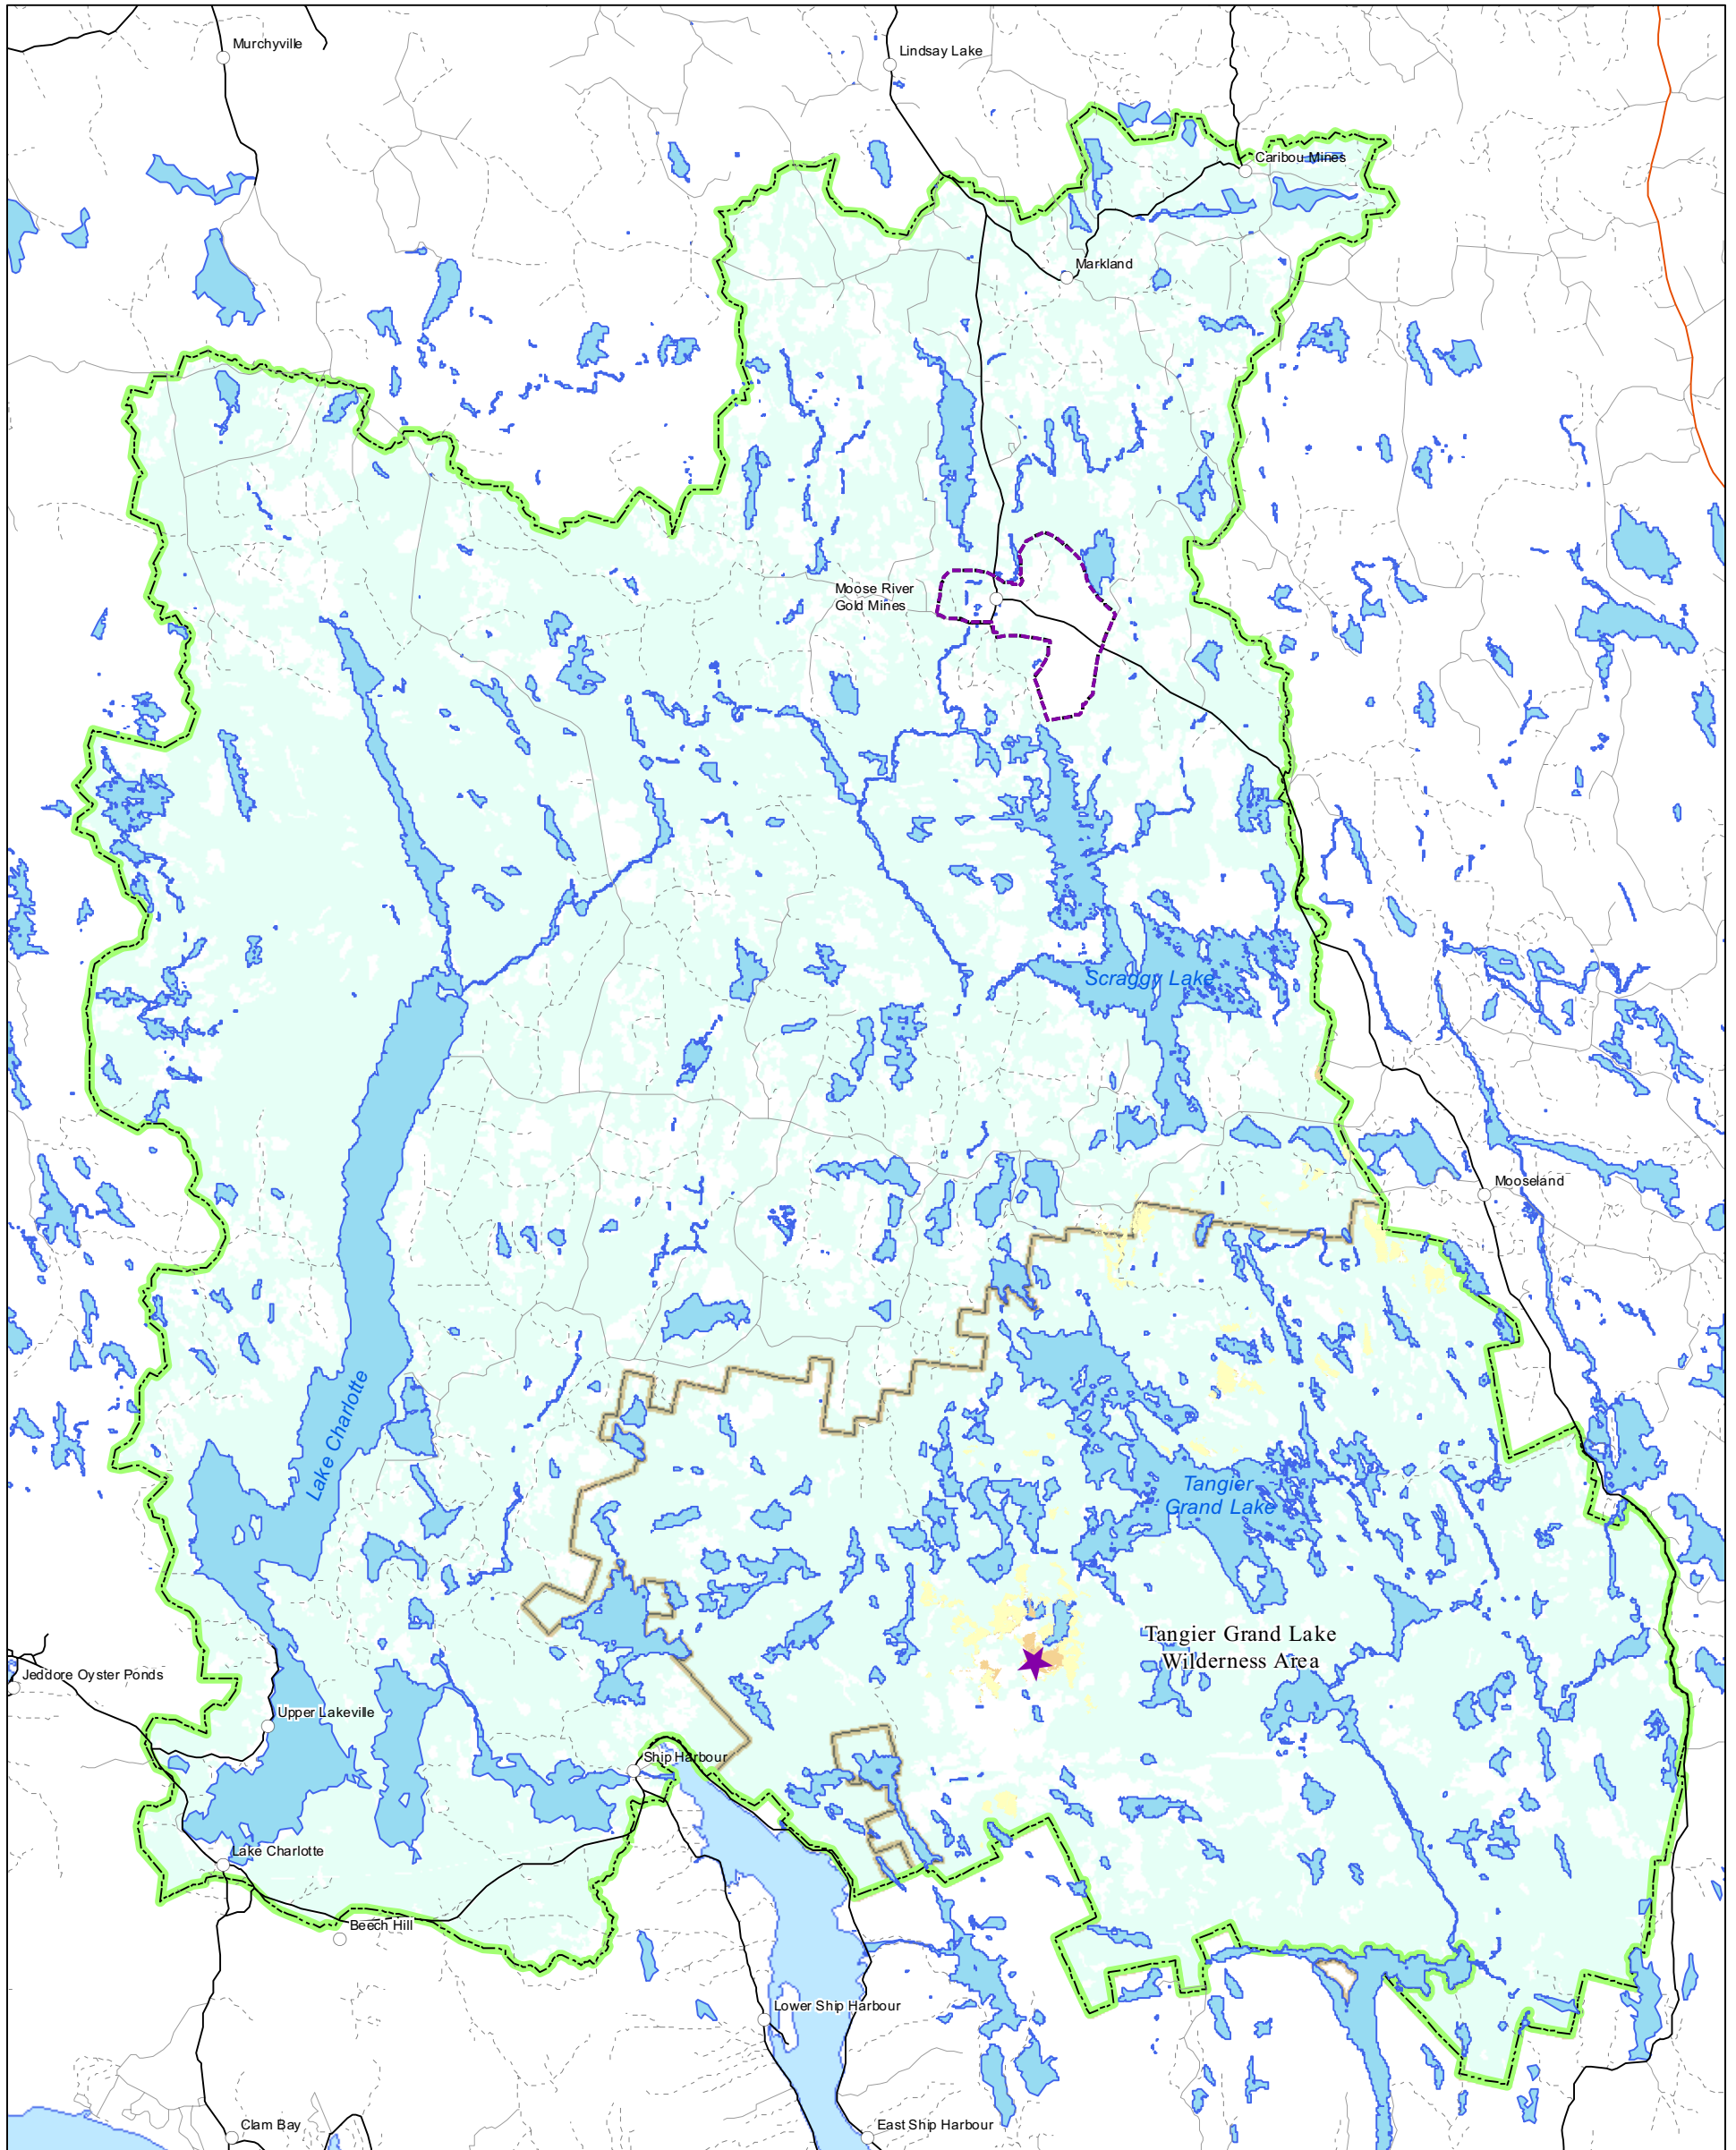 Murchyville
Lindsay Lake
Caribou Mines
Markland
Moose River
Gold Mines
Scraggy Lake
Mooseland
Lake Charlotte
Tangier
Grand Lake
Tangier Grand Lake
Wilderness Area
Jeddore Oyster Ponds
Upper Lakeville
Ship Harbour
Lake Charlotte
Beech Hill
Lower Ship Harbour
Clam Bay
East Ship Harbour